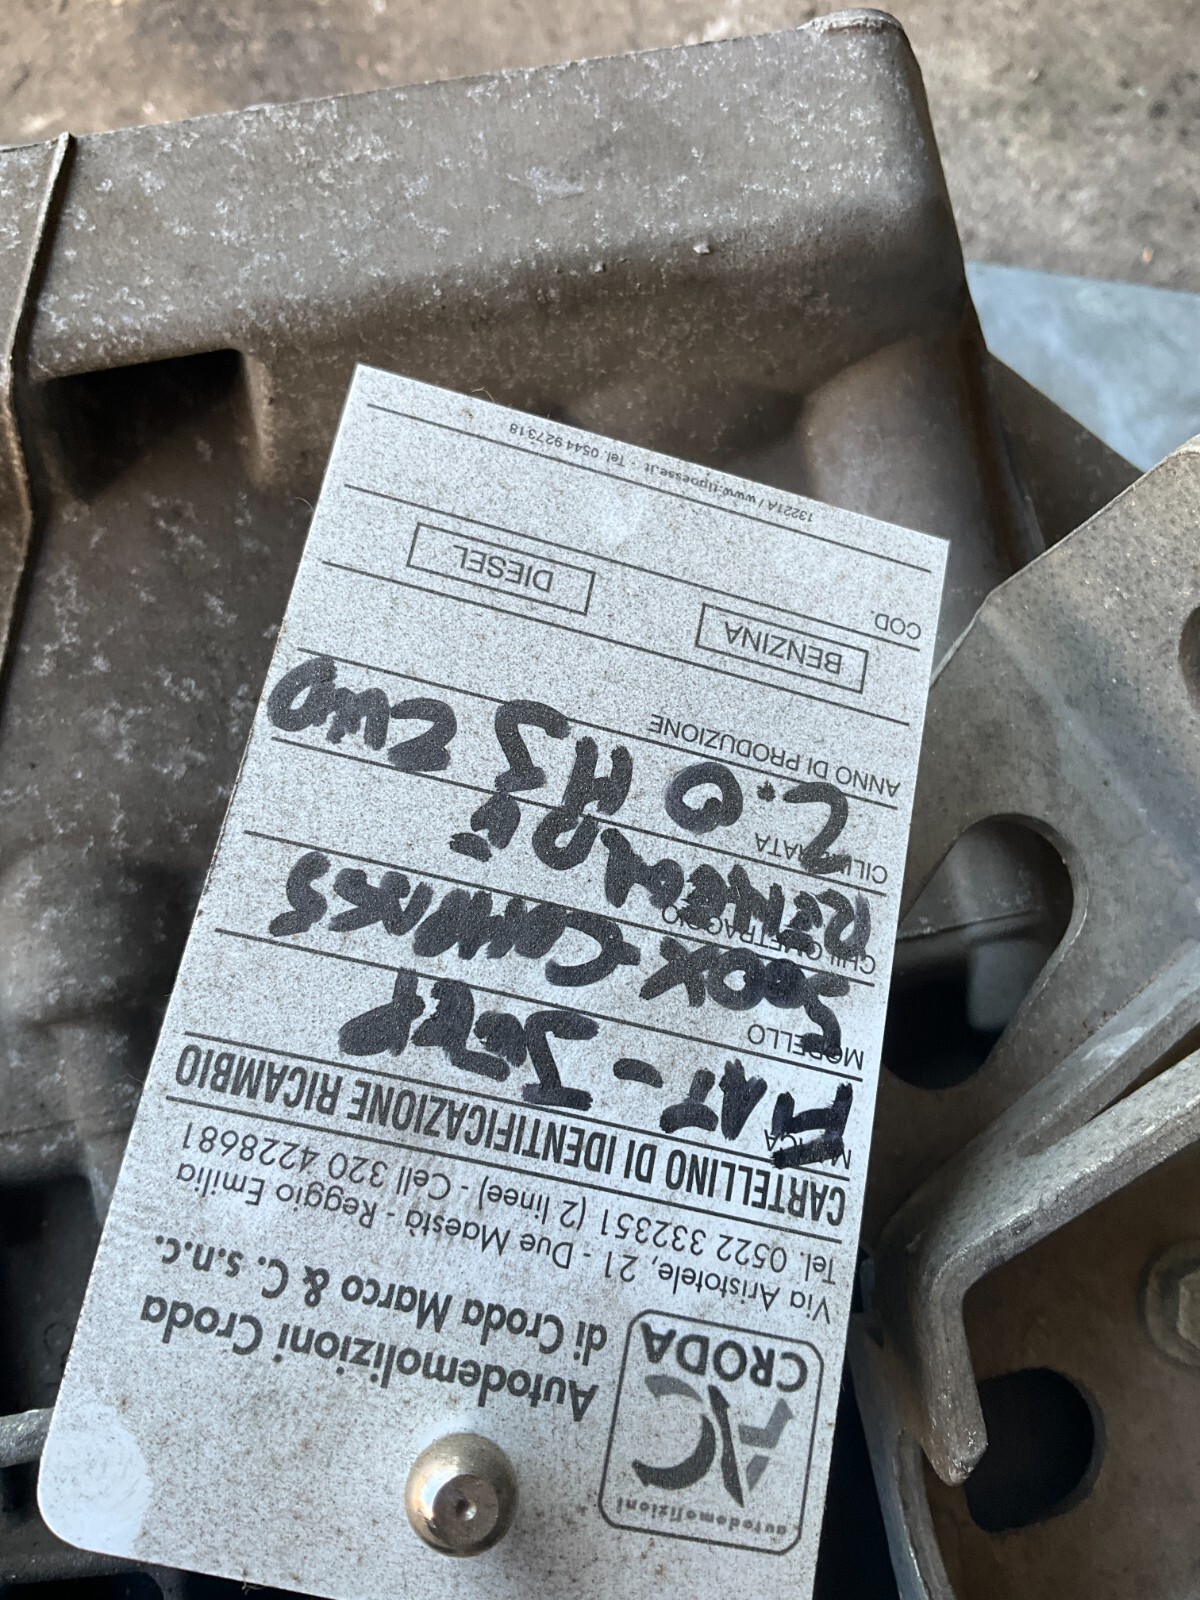 autodemolizioni
AC
CRODA
Autodemolizioni Croda
di Croda Marco & C. s.n.c.
Via Aristotele, 21 - Due Maestà - Reggio Emilia
Tel. 0522 332351 (2 linee) - Cell 320 4228681
CARTELLINO DI IDENTIFICAZIONE RICAMBIO
MARCA FIAT - JEEP
MODELLO 500X - COMPASS
CHILOMETRAGGIO RENEGADE
CILINDRATA 2.0 MJ
ANNO DI PRODUZIONE
BENZINA DIESEL
COD.
13221A / www.tipoesse.it - Tel. 0544 927318